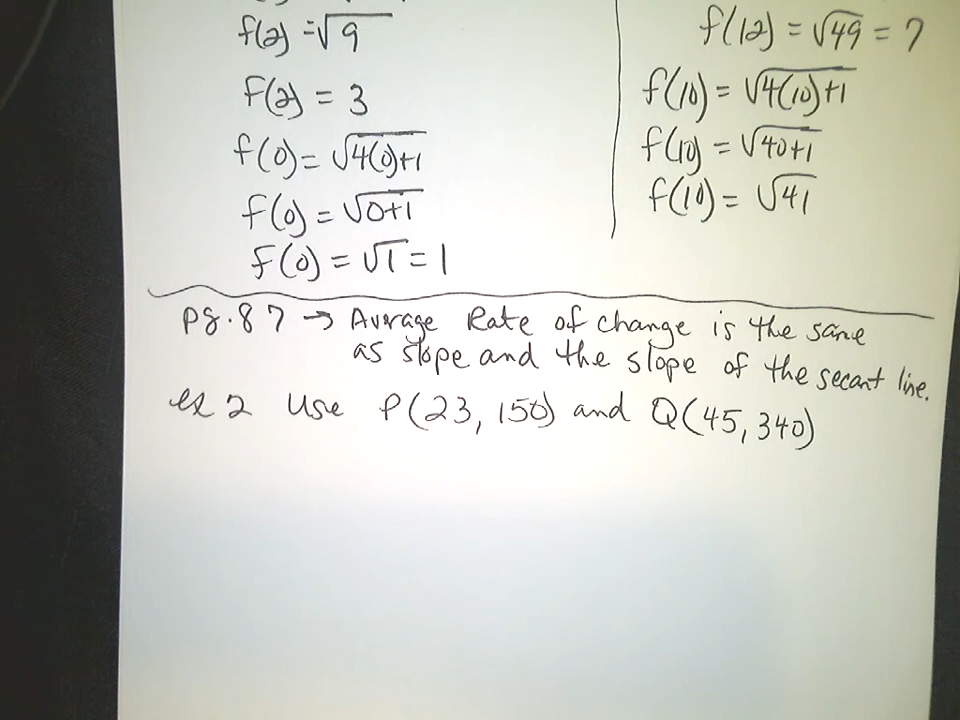 f(2) = √9
f(2) = 3
f(0) = √4(0)+1
f(0) = √0+1
f(0) = √1 = 1
f(12) = √49 = 7
f(10) = √4(10)+1
f(10) = √40+1
f(10) = √41
pg. 87 → Average Rate of change is the same
as slope and the slope of the secant line.
ex 2 Use P(23, 150) and Q(45, 340)